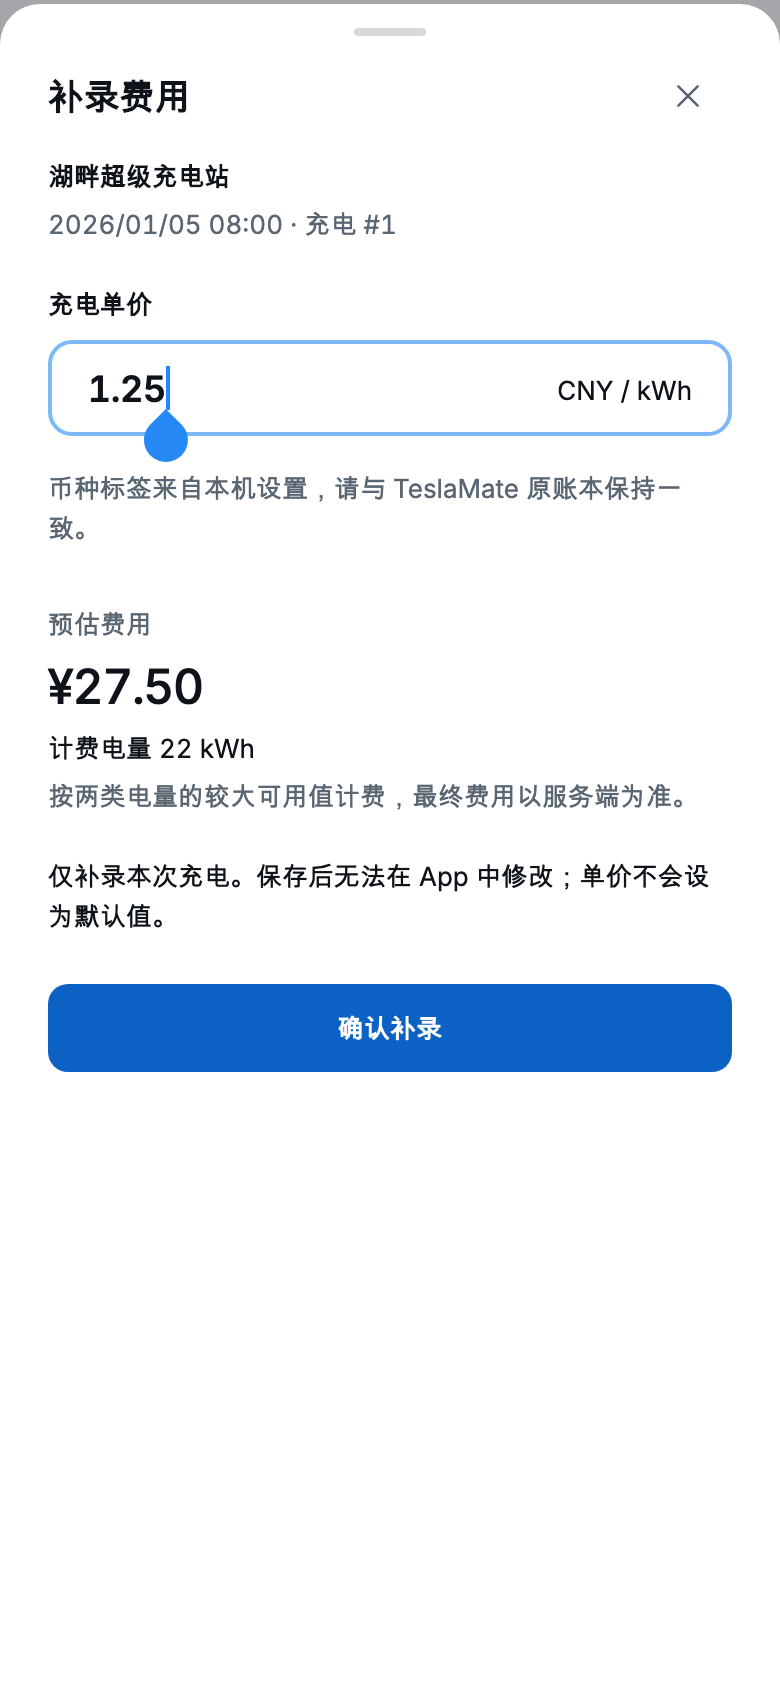 补录费用
湖畔超级充电站
2026/01/05 08:00 · 充电 #1
充电单价
1.25 CNY / kWh
币种标签来自本机设置，请与 TeslaMate 原账本保持一
致。
预估费用
¥27.50
计费电量 22 kWh
按两类电量的较大可用值计费，最终费用以服务端为准。
仅补录本次充电。保存后无法在 App 中修改；单价不会设
为默认值。
确认补录